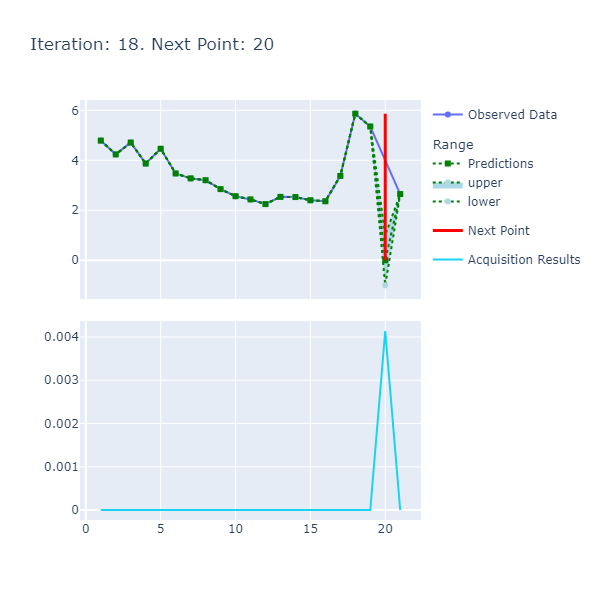 Iteration: 18. Next Point: 20
6
4
2
0
Observed Data
Range
Predictions
upper
lower
Next Point
Acquisition Results
0.004
0.003
0.002
0.001
0
0 5 10 15 20